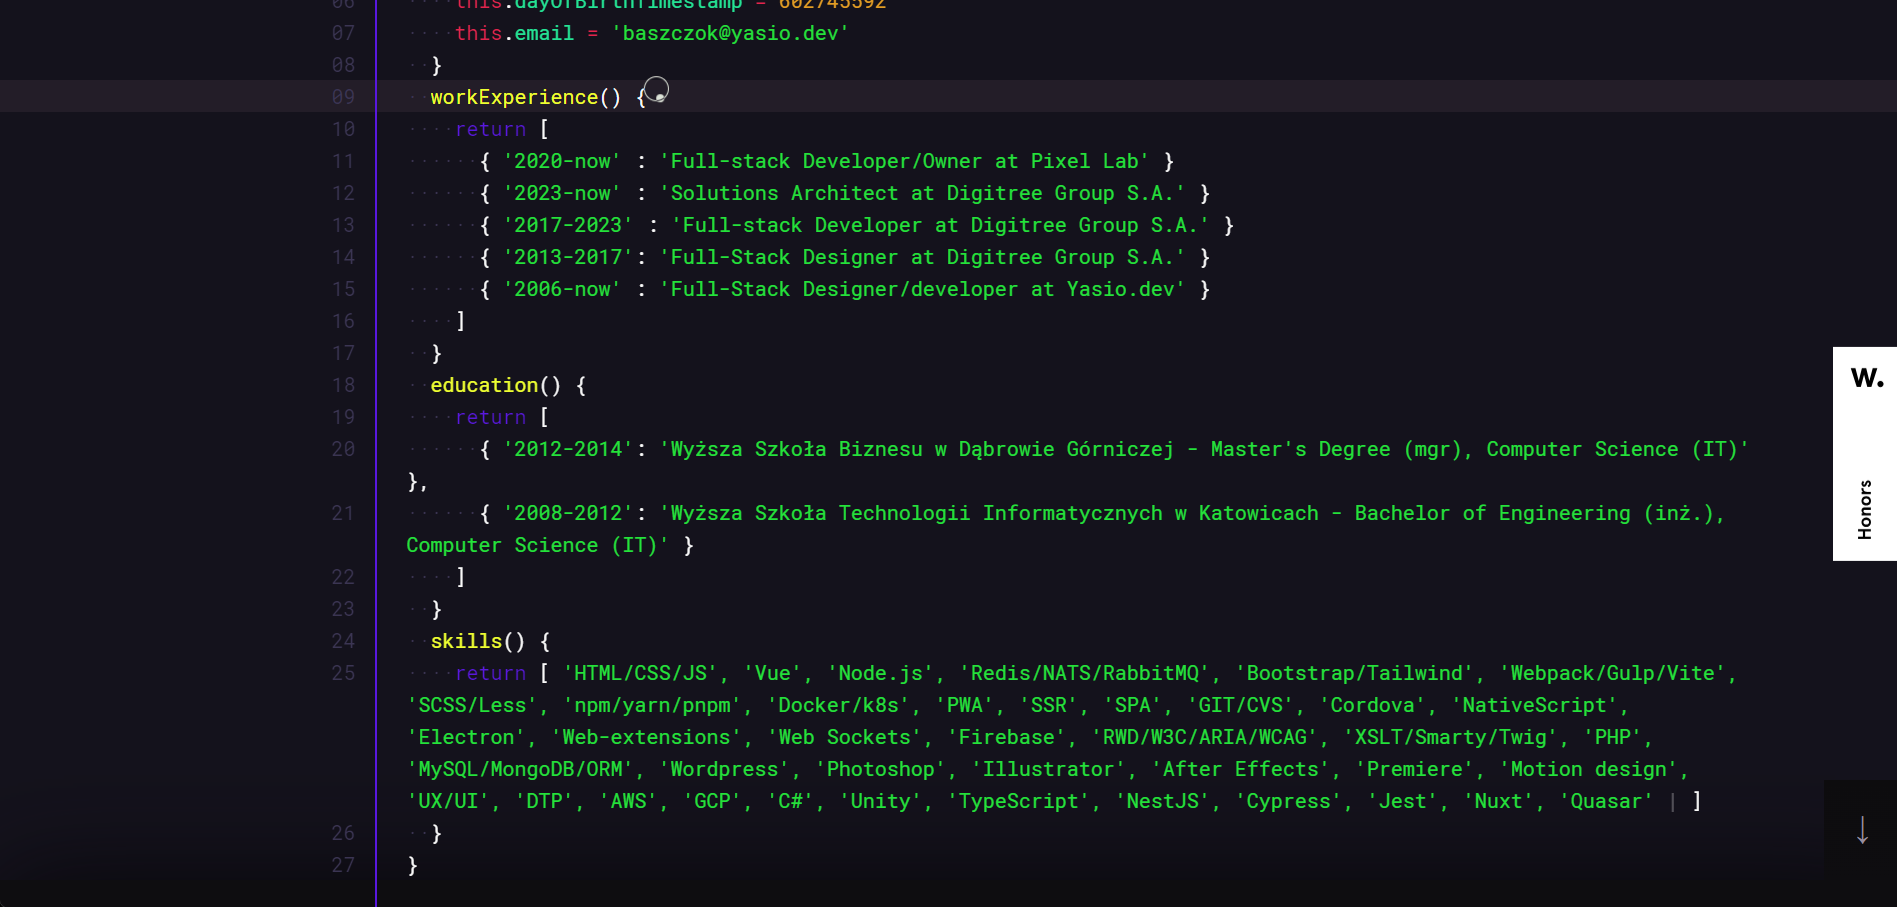 06 this.dayOfBirthTimestamp = 602745592
07 this.email = 'baszczok@yasio.dev'
08 }
09 workExperience() {
10 return [
11 { '2020-now' : 'Full-stack Developer/Owner at Pixel Lab' }
12 { '2023-now' : 'Solutions Architect at Digitree Group S.A.' }
13 { '2017-2023' : 'Full-stack Developer at Digitree Group S.A.' }
14 { '2013-2017': 'Full-Stack Designer at Digitree Group S.A.' }
15 { '2006-now' : 'Full-Stack Designer/developer at Yasio.dev' }
16 ]
17 }
18 education() {
19 return [
20 { '2012-2014': 'Wyższa Szkoła Biznesu w Dąbrowie Górniczej - Master's Degree (mgr), Computer Science (IT)'
},
21 { '2008-2012': 'Wyższa Szkoła Technologii Informatycznych w Katowicach - Bachelor of Engineering (inż.),
Computer Science (IT)' }
22 ]
23 }
24 skills() {
25 return [ 'HTML/CSS/JS', 'Vue', 'Node.js', 'Redis/NATS/RabbitMQ', 'Bootstrap/Tailwind', 'Webpack/Gulp/Vite',
'SCSS/Less', 'npm/yarn/pnpm', 'Docker/k8s', 'PWA', 'SSR', 'SPA', 'GIT/CVS', 'Cordova', 'NativeScript',
'Electron', 'Web-extensions', 'Web Sockets', 'Firebase', 'RWD/W3C/ARIA/WCAG', 'XSLT/Smarty/Twig', 'PHP',
'MySQL/MongoDB/ORM', 'Wordpress', 'Photoshop', 'Illustrator', 'After Effects', 'Premiere', 'Motion design',
'UX/UI', 'DTP', 'AWS', 'GCP', 'C#', 'Unity', 'TypeScript', 'NestJS', 'Cypress', 'Jest', 'Nuxt', 'Quasar' | ]
26 }
27 }
W.
Honors